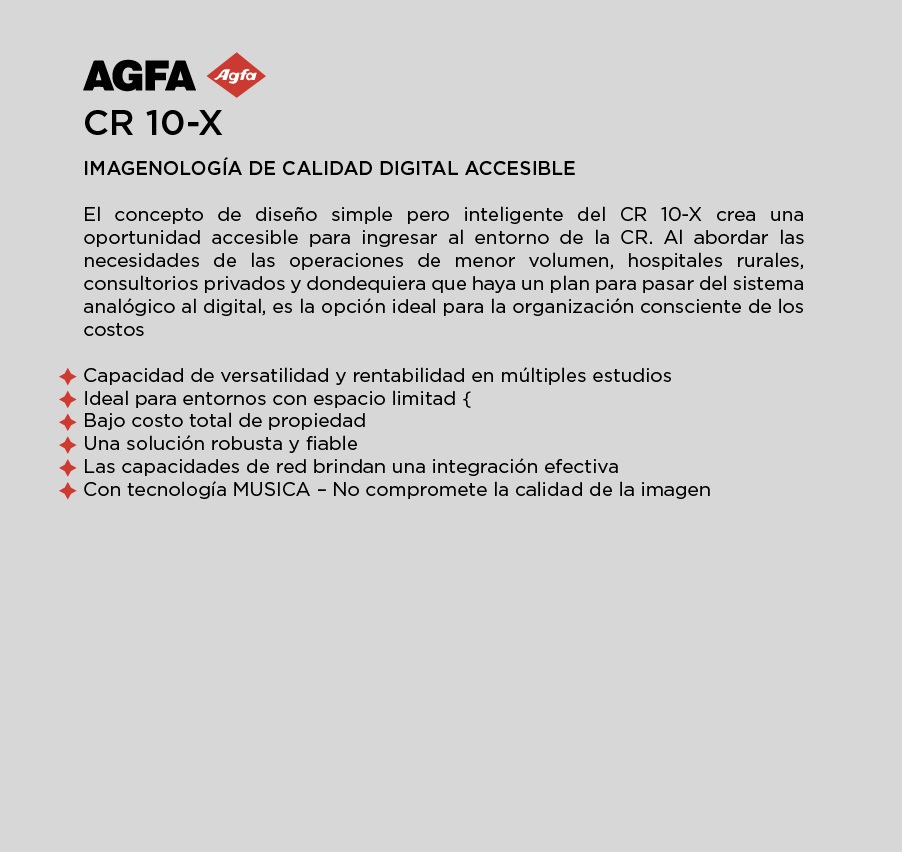 AGFA Agfa
CR 10-X
IMAGENOLOGÍA DE CALIDAD DIGITAL ACCESIBLE
El concepto de diseño simple pero inteligente del CR 10-X crea una
oportunidad accesible para ingresar al entorno de la CR. Al abordar las
necesidades de las operaciones de menor volumen, hospitales rurales,
consultorios privados y dondequiera que haya un plan para pasar del sistema
analógico al digital, es la opción ideal para la organización consciente de los
costos
Capacidad de versatilidad y rentabilidad en múltiples estudios
Ideal para entornos con espacio limitad {
Bajo costo total de propiedad
Una solución robusta y fiable
Las capacidades de red brindan una integración efectiva
Con tecnología MUSICA – No compromete la calidad de la imagen